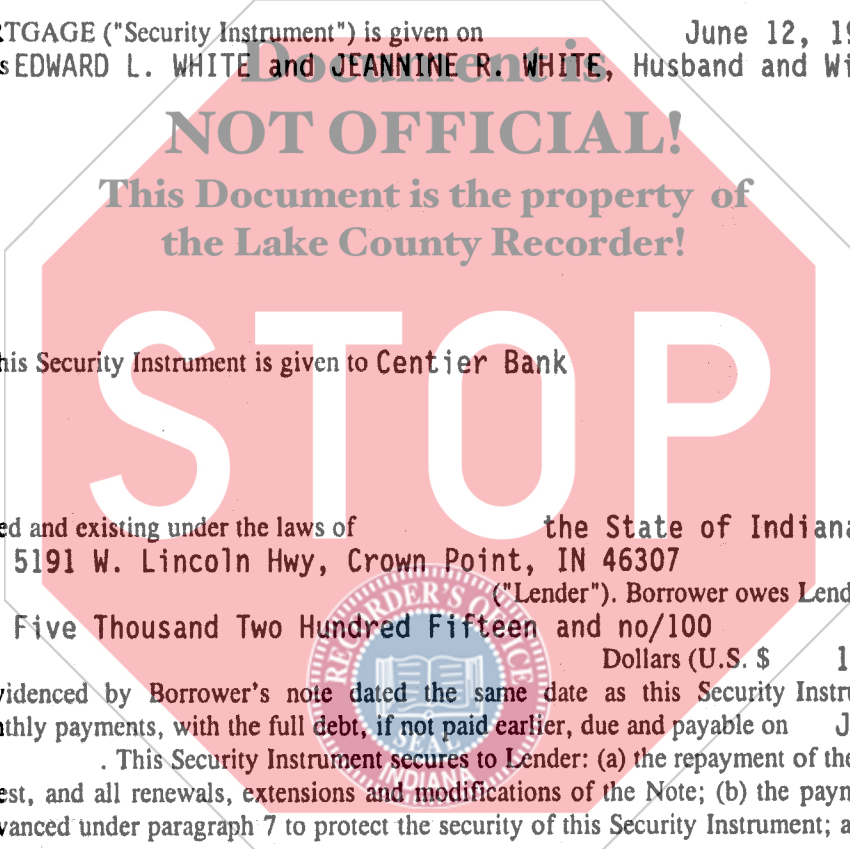 RTGAGE ("Security Instrument") is given on June 12, 19
s EDWARD L. WHITE and JEANNINE R. WHITE, Husband and Wi
Document is
NOT OFFICIAL!
This Document is the property of
the Lake County Recorder!
STOP
his Security Instrument is given to Centier Bank
ed and existing under the laws of the State of Indiana
5191 W. Lincoln Hwy, Crown Point, IN 46307
("Lender"). Borrower owes Lend
Five Thousand Two Hundred Fifteen and no/100
Dollars (U.S. $ 1
RECORDER'S OFFICE
SEAL
INDIANA
videnced by Borrower's note dated the same date as this Security Instru
nthly payments, with the full debt, if not paid earlier, due and payable on J
. This Security Instrument secures to Lender: (a) the repayment of the
est, and all renewals, extensions and modifications of the Note; (b) the paym
vanced under paragraph 7 to protect the security of this Security Instrument; a